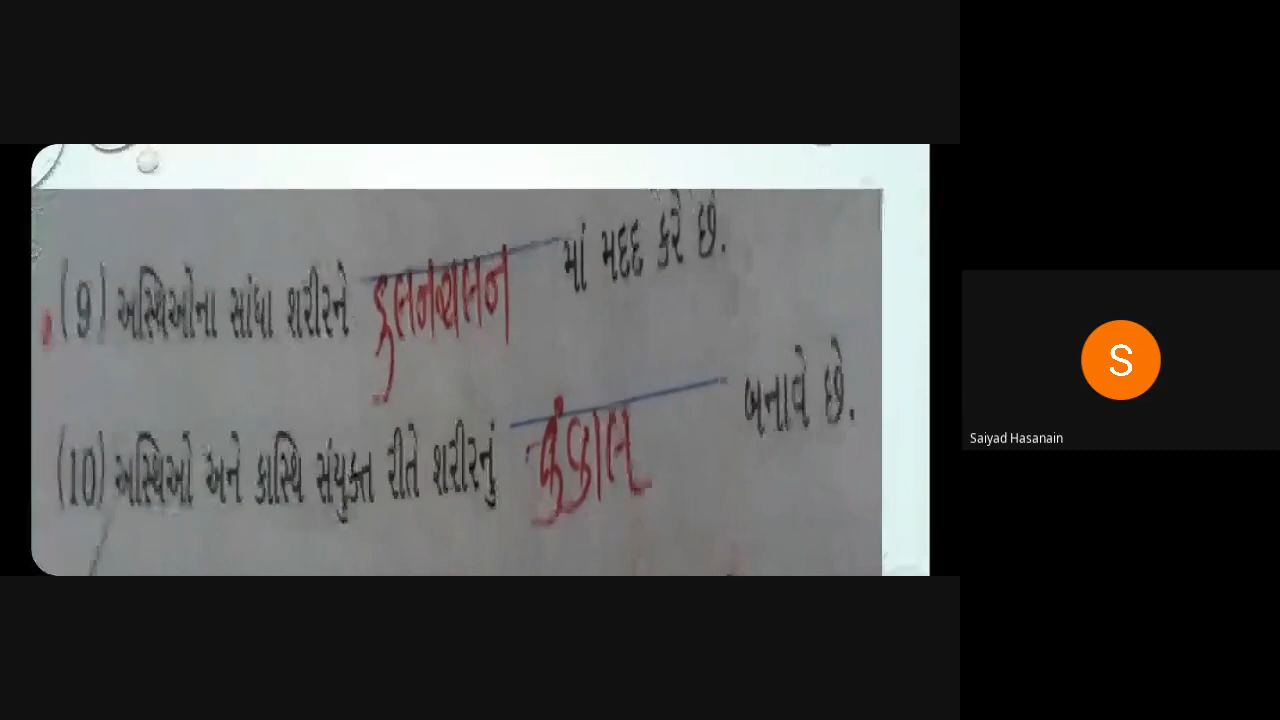 (9) અસ્થિઓના સાંધા શરીરને હલનચલન માં મદદ કરે છે.
(10) અસ્થિઓ અને કાસ્થિ સંયુક્ત રીતે શરીરનું કંકાલ બનાવે છે.
S
Saiyad Hasanain